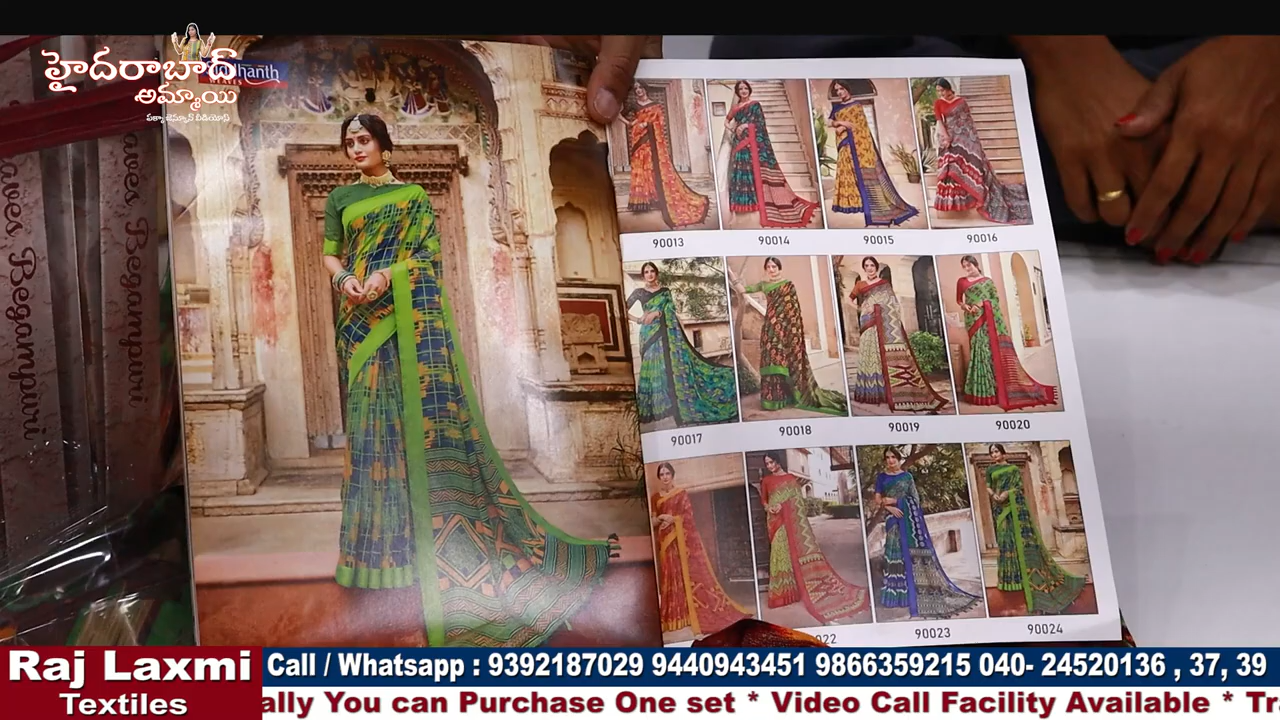 హైదరాబాద్
అమ్మాయి
పక్కా జెన్యూన్ వీడియోస్
90013
90014
90015
90016
90017
90018
90019
90020
90023
90024
Begampuri
Begampuri
Raj Laxmi
Textiles
Call / Whatsapp : 9392187029 9440943451 9866359215 040- 24520136 , 37, 39
ally You can Purchase One set * Video Call Facility Available * Tr